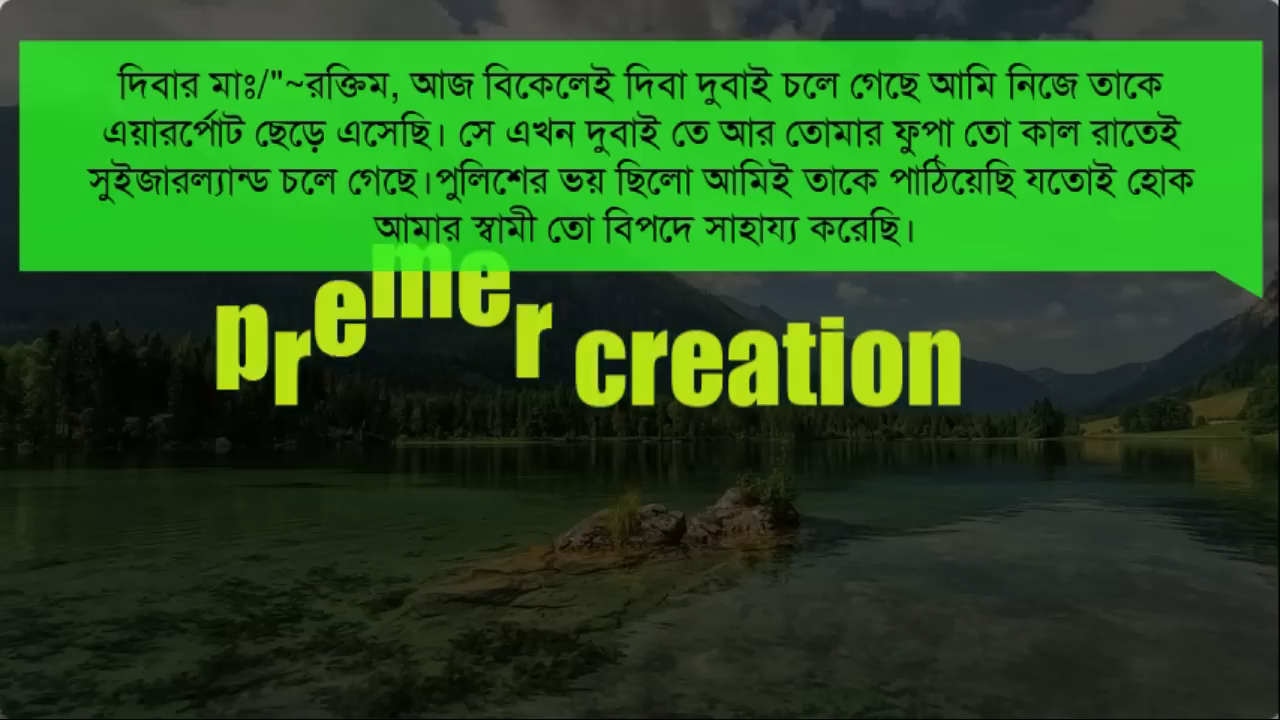 দিবার মাঃ/"~রক্তিম, আজ বিকেলেই দিবা দুবাই চলে গেছে আমি নিজে তাকে
এয়ারর্পোট ছেড়ে এসেছি। সে এখন দুবাই তে আর তোমার ফুপা তো কাল রাতেই
সুইজারল্যান্ড চলে গেছে।পুলিশের ভয় ছিলো আমিই তাকে পাঠিয়েছি যতোই হোক
আমার স্বামী তো বিপদে সাহায্য করেছি।
premer creation